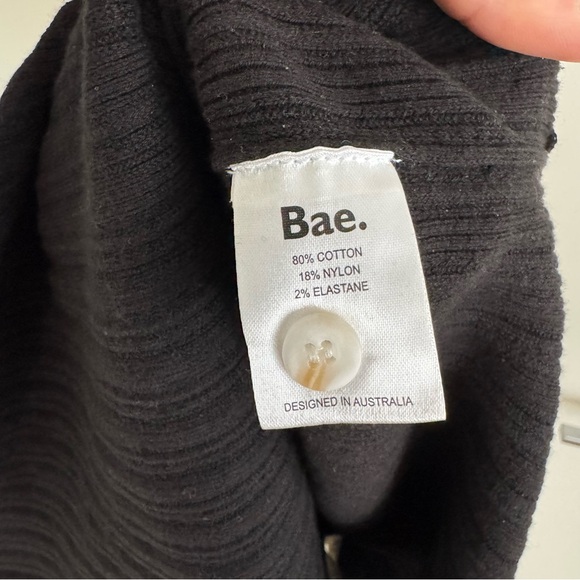 Bae.
80% COTTON
18% NYLON
2% ELASTANE
DESIGNED IN AUSTRALIA